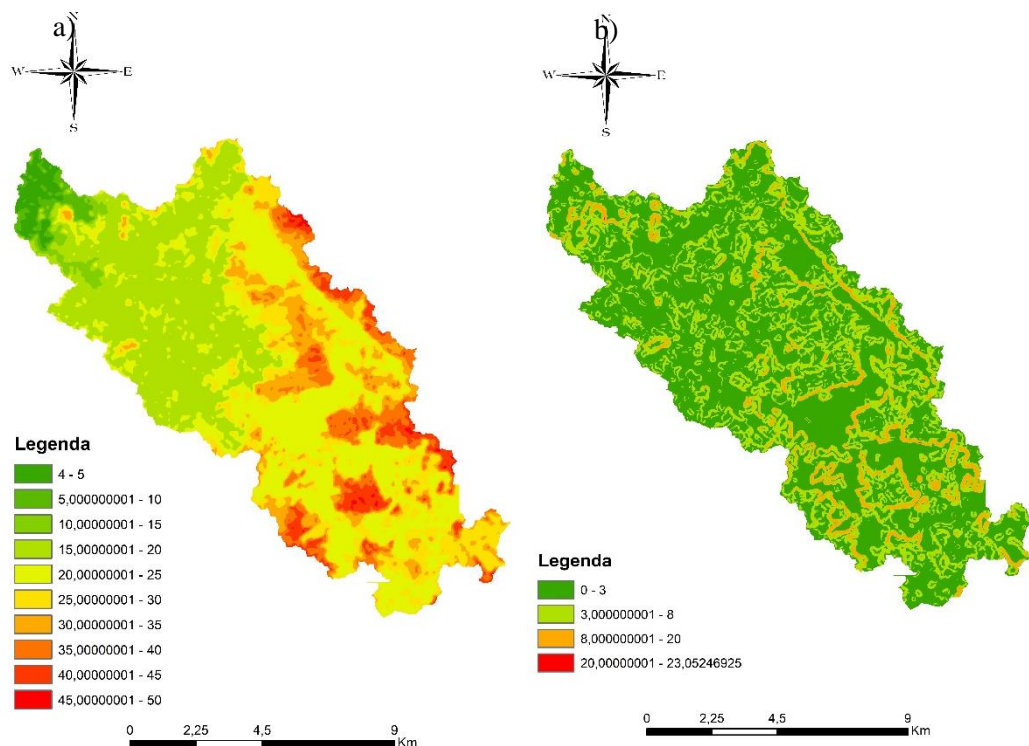 a)
N
W E
S
Legenda
4 - 5
5,000000001 - 10
10,00000001 - 15
15,00000001 - 20
20,00000001 - 25
25,00000001 - 30
30,00000001 - 35
35,00000001 - 40
40,00000001 - 45
45,00000001 - 50
0 2,25 4,5 9
Km
b)
N
W E
S
Legenda
0 - 3
3,000000001 - 8
8,000000001 - 20
20,00000001 - 23,05246925
0 2,25 4,5 9
Km